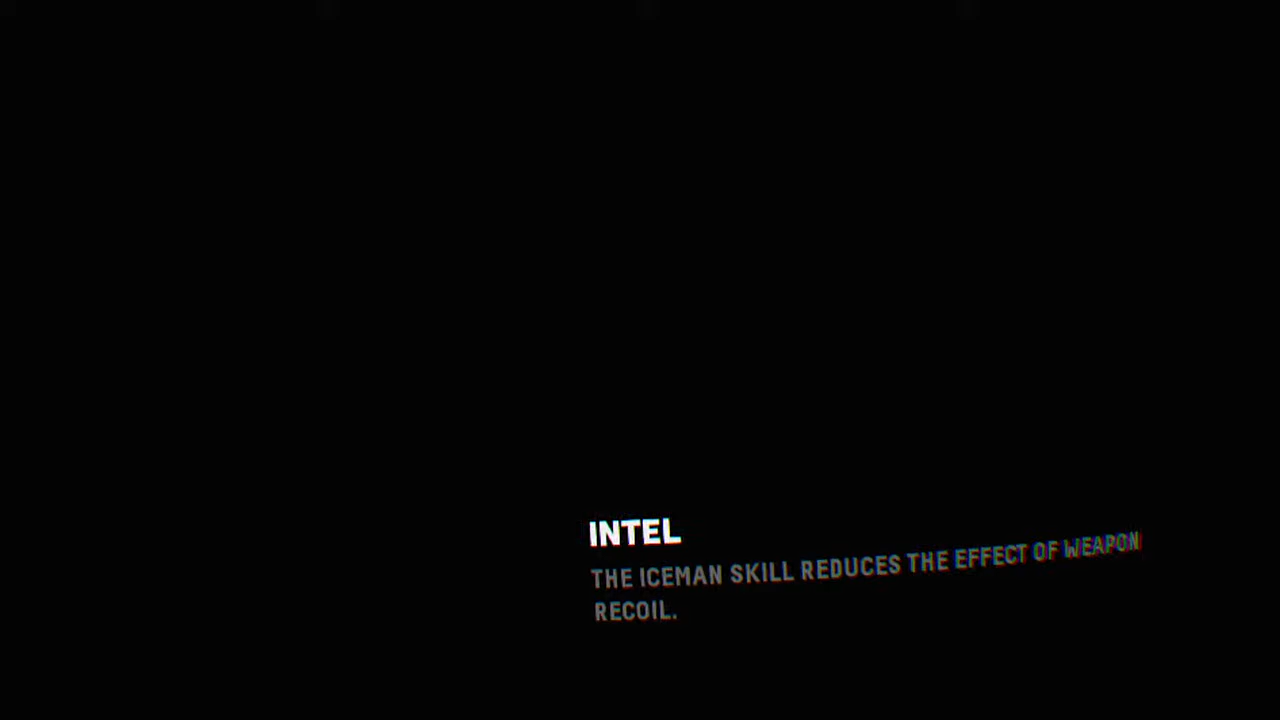 INTEL
THE ICEMAN SKILL REDUCES THE EFFECT OF WEAPON
RECOIL.